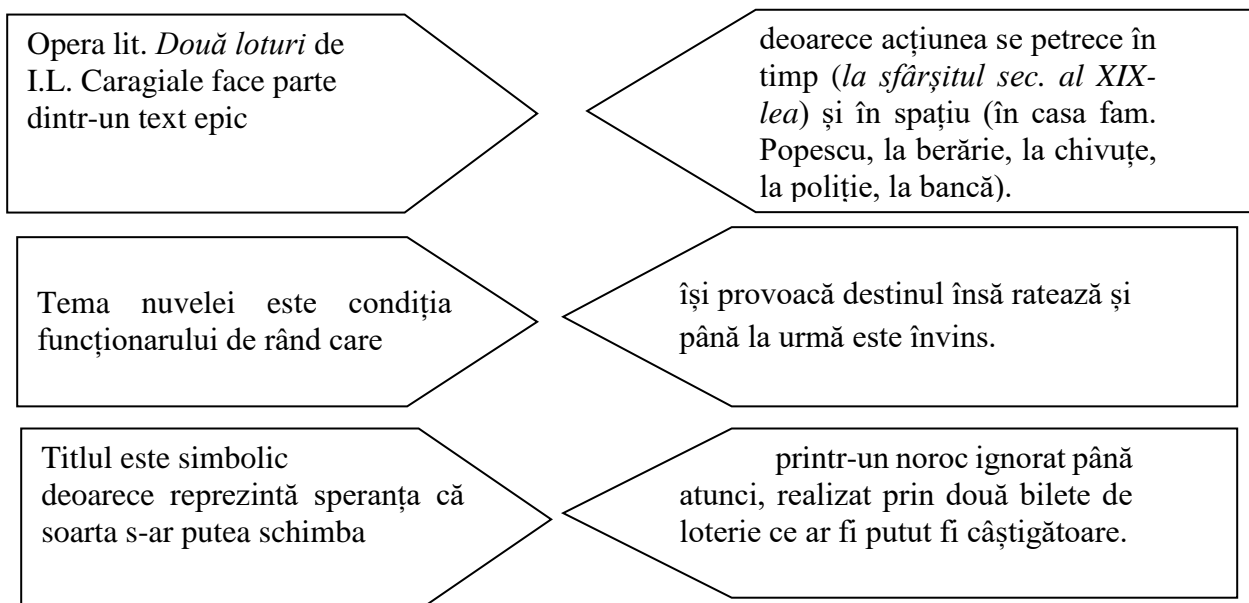 Opera lit. Două loturi de
I.L. Caragiale face parte
dintr-un text epic
deoarece acțiunea se petrece în
timp (la sfârșitul sec. al XIX-
lea) și în spațiu (în casa fam.
Popescu, la berărie, la chivuțe,
la poliție, la bancă).
Tema nuvelei este condiția
funcționarului de rând care
își provoacă destinul însă ratează și
până la urmă este învins.
Titlul este simbolic
deoarece reprezintă speranța că
soarta s-ar putea schimba
printr-un noroc ignorat până
atunci, realizat prin două bilete de
loterie ce ar fi putut fi câștigătoare.